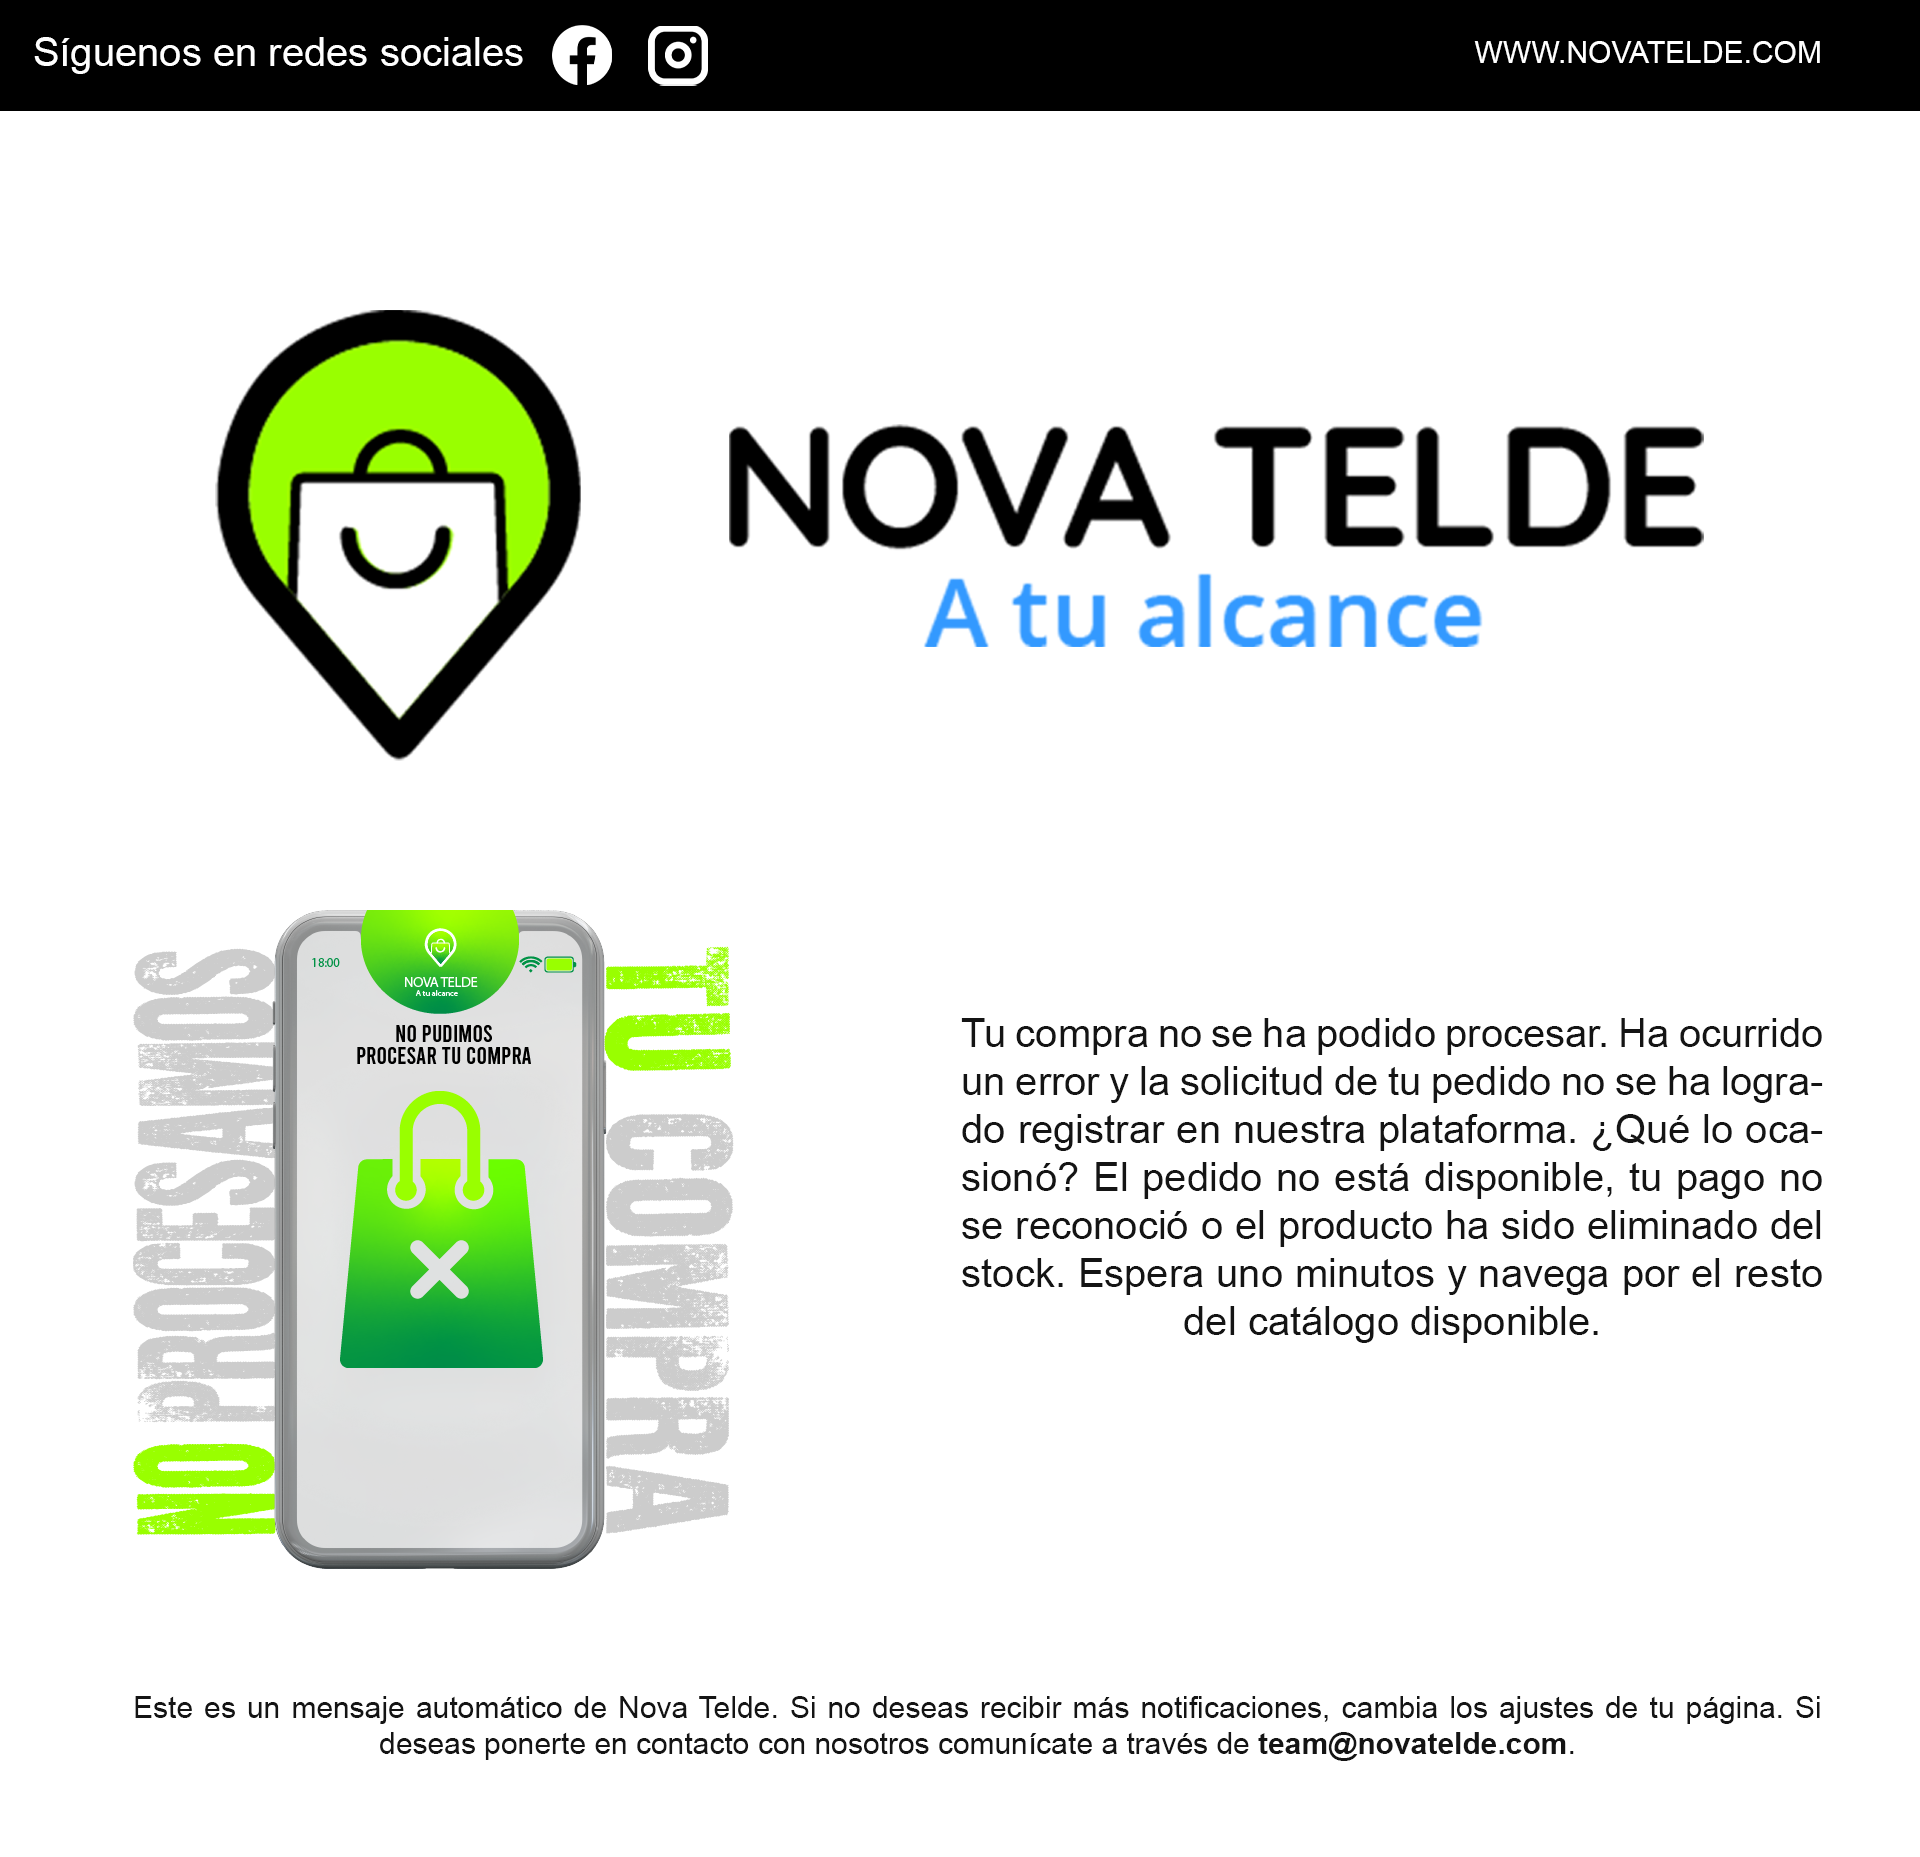 Síguenos en redes sociales
WWW.NOVATELDE.COM
NOVA TELDE
A tu alcance
NO PROCESAMOS
18:00
NOVA TELDE
A tu alcance
NO PUDIMOS
PROCESAR TU COMPRA
TU COMPRA
Tu compra no se ha podido procesar. Ha ocurrido
un error y la solicitud de tu pedido no se ha logra-
do registrar en nuestra plataforma. ¿Qué lo oca-
sionó? El pedido no está disponible, tu pago no
se reconoció o el producto ha sido eliminado del
stock. Espera uno minutos y navega por el resto
del catálogo disponible.
Este es un mensaje automático de Nova Telde. Si no deseas recibir más notificaciones, cambia los ajustes de tu página. Si
deseas ponerte en contacto con nosotros comunícate a través de team@novatelde.com.